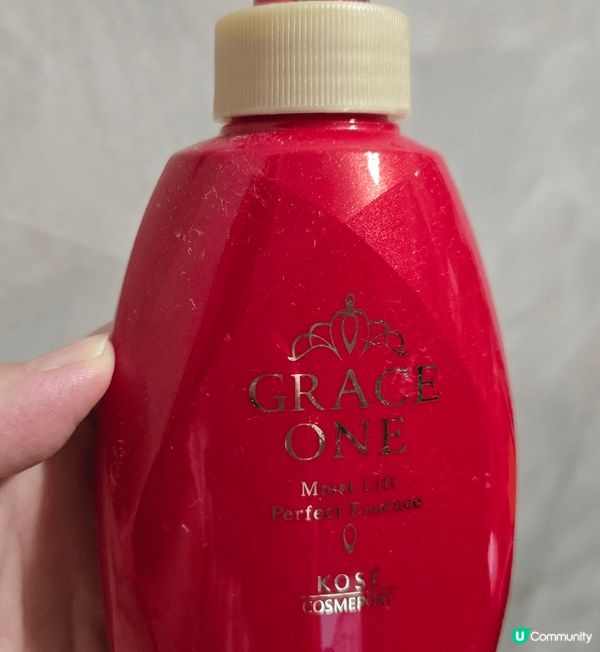 GRACE
ONE
Moist Lift
Perfect Essence
KOSÉ
COSMEPORT
U Community